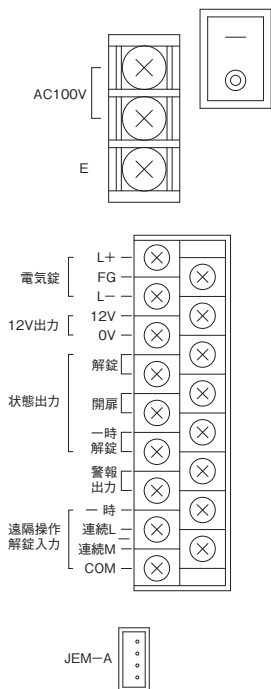 AC100V
E
電気錠
L+
FG
L−
12V出力
12V
0V
状態出力
解錠
開扉
一時
解錠
警報
出力
遠隔操作
解錠入力
一 時
連続L
連続M
COM
JEM−A